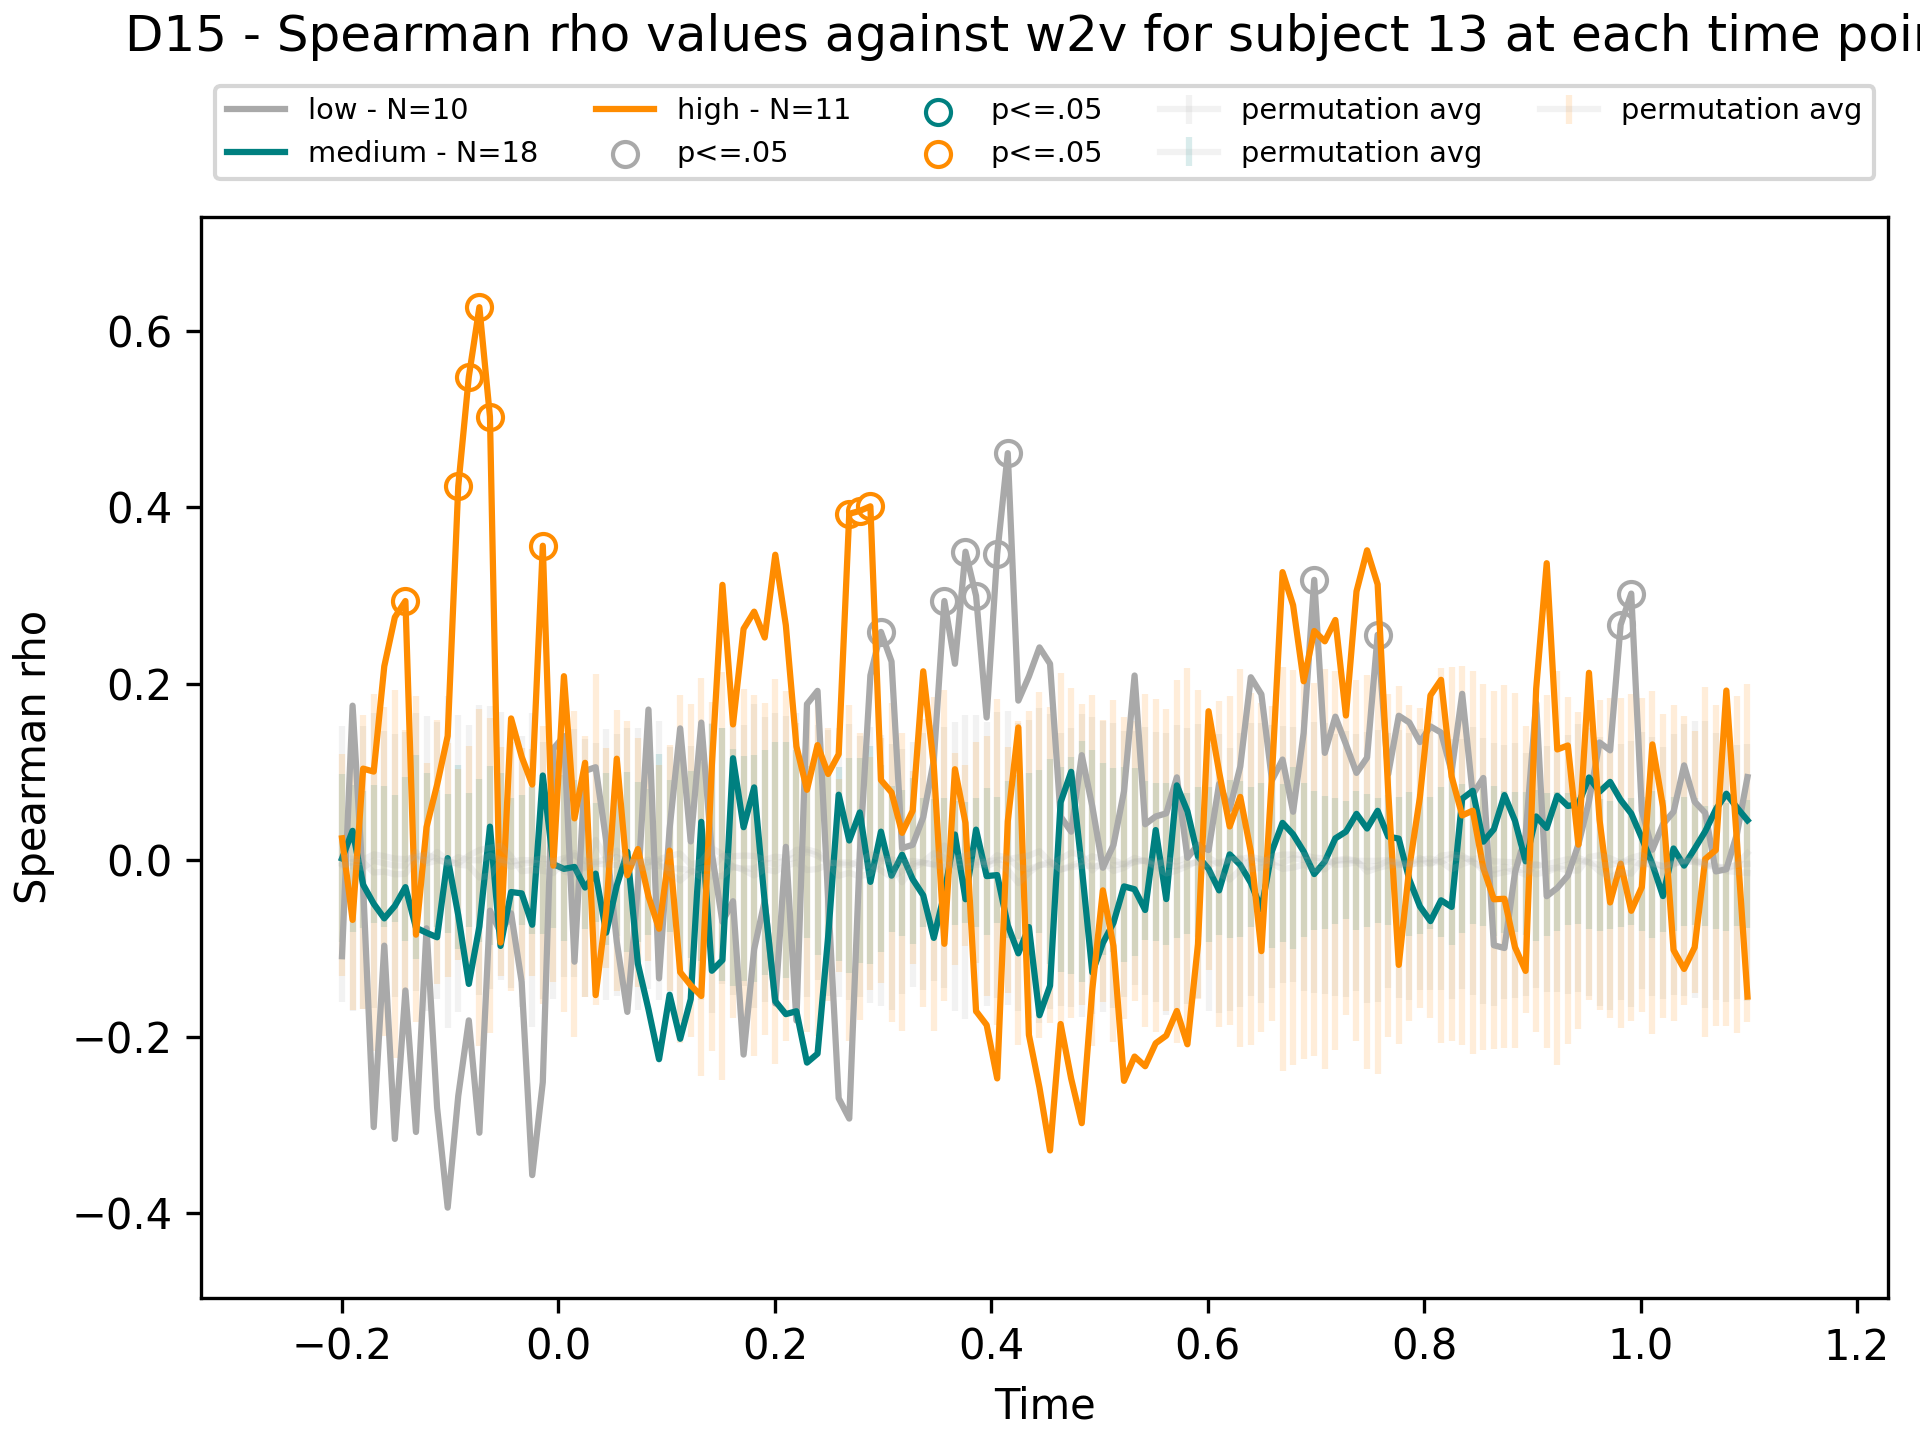 D15 - Spearman rho values against w2v for subject 13 at each time poi
low - N=10 high - N=11 p<=.05 permutation avg permutation avg
medium - N=18 p<=.05 p<=.05 permutation avg
0.6
0.4
0.2
0.0
−0.2
−0.4
Spearman rho
−0.2 0.0 0.2 0.4 0.6 0.8 1.0 1.2
Time